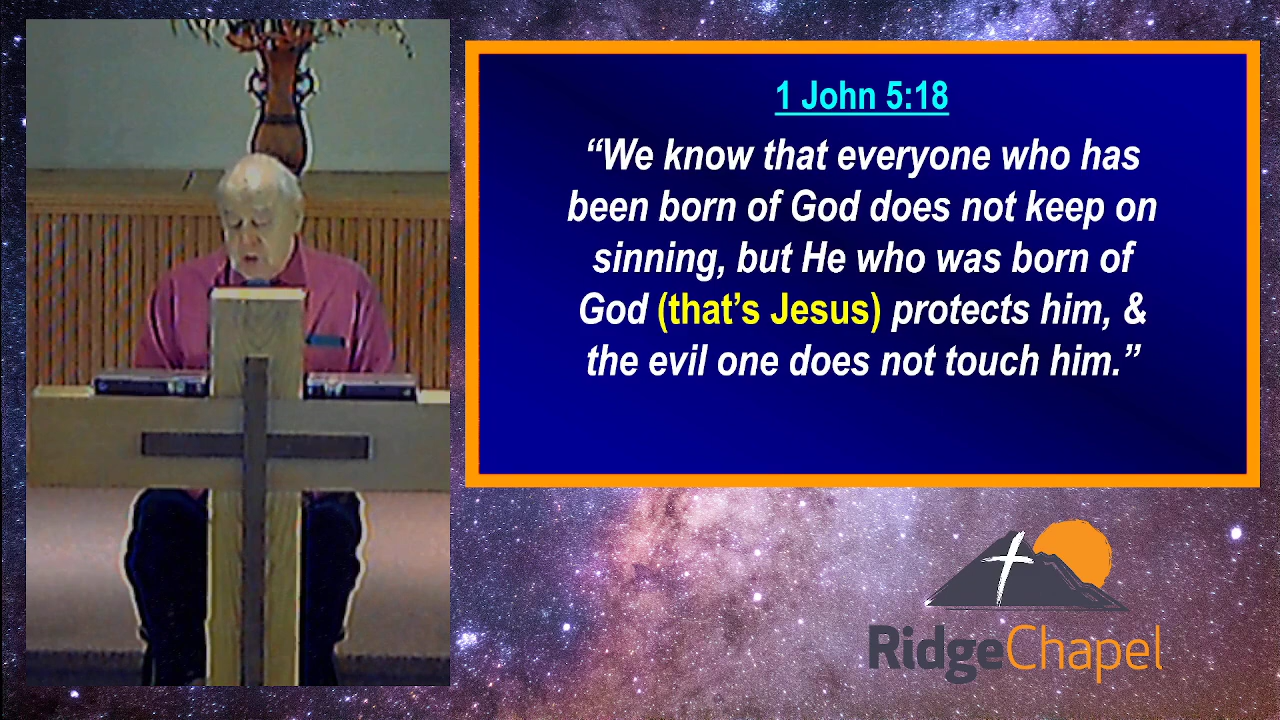 1 John 5:18
“We know that everyone who has
been born of God does not keep on
sinning, but He who was born of
God (that’s Jesus) protects him, &
the evil one does not touch him.”
RidgeChapel